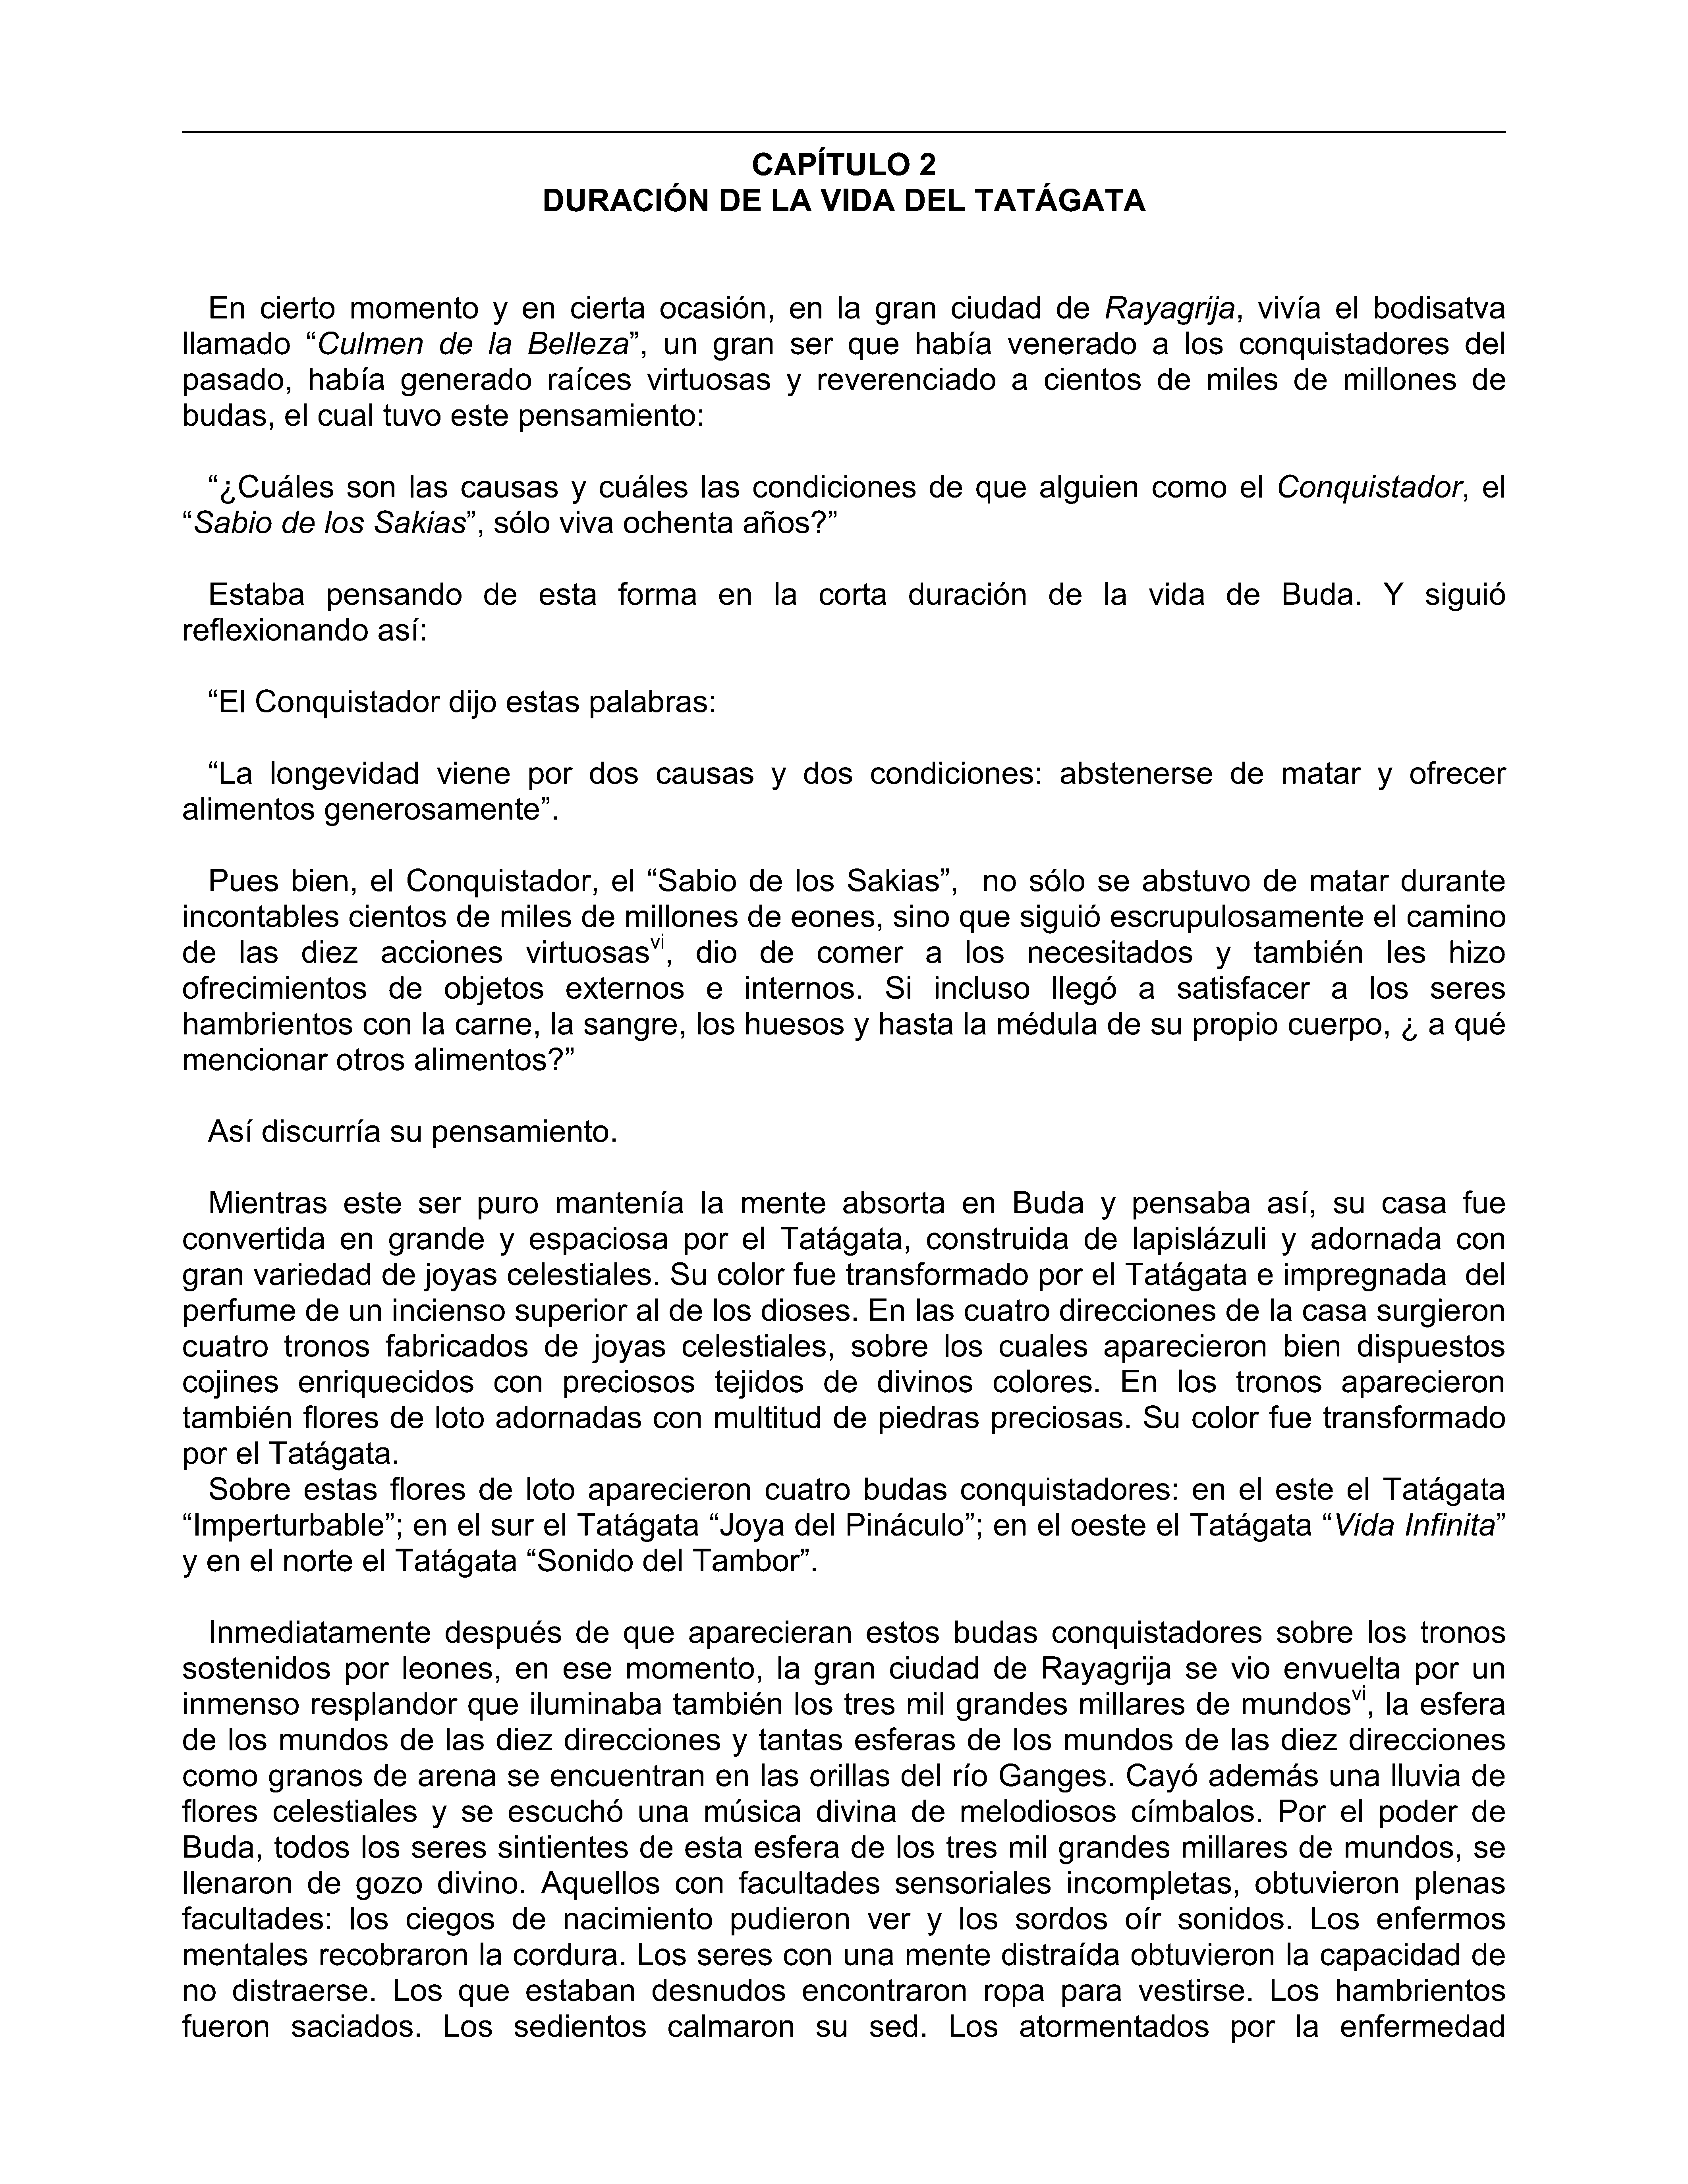 CAPÍTULO 2
DURACIÓN DE LA VIDA DEL TATÁGATA
En cierto momento y en cierta ocasión, en la gran ciudad de Rayagrija, vivía el bodisatva
llamado “Culmen de la Belleza”, un gran ser que había venerado a los conquistadores del
pasado, había generado raíces virtuosas y reverenciado a cientos de miles de millones de
budas, el cual tuvo este pensamiento:
“¿Cuáles son las causas y cuáles las condiciones de que alguien como el Conquistador, el
“Sabio de los Sakias”, sólo viva ochenta años?”
Estaba pensando de esta forma en la corta duración de la vida de Buda. Y siguió
reflexionando así:
“El Conquistador dijo estas palabras:
“La longevidad viene por dos causas y dos condiciones: abstenerse de matar y ofrecer
alimentos generosamente”.
Pues bien, el Conquistador, el “Sabio de los Sakias”,  no sólo se abstuvo de matar durante
incontables cientos de miles de millones de eones, sino que siguió escrupulosamente el camino
de las diez acciones virtuosasvi, dio de comer a los necesitados y también les hizo
ofrecimientos de objetos externos e internos. Si incluso llegó a satisfacer a los seres
hambrientos con la carne, la sangre, los huesos y hasta la médula de su propio cuerpo, ¿ a qué
mencionar otros alimentos?”
Así discurría su pensamiento.
Mientras este ser puro mantenía la mente absorta en Buda y pensaba así, su casa fue
convertida en grande y espaciosa por el Tatágata, construida de lapislázuli y adornada con
gran variedad de joyas celestiales. Su color fue transformado por el Tatágata e impregnada  del
perfume de un incienso superior al de los dioses. En las cuatro direcciones de la casa surgieron
cuatro tronos fabricados de joyas celestiales, sobre los cuales aparecieron bien dispuestos
cojines enriquecidos con preciosos tejidos de divinos colores. En los tronos aparecieron
también flores de loto adornadas con multitud de piedras preciosas. Su color fue transformado
por el Tatágata.
Sobre estas flores de loto aparecieron cuatro budas conquistadores: en el este el Tatágata
“Imperturbable”; en el sur el Tatágata “Joya del Pináculo”; en el oeste el Tatágata “Vida Infinita”
y en el norte el Tatágata “Sonido del Tambor”.
Inmediatamente después de que aparecieran estos budas conquistadores sobre los tronos
sostenidos por leones, en ese momento, la gran ciudad de Rayagrija se vio envuelta por un
inmenso resplandor que iluminaba también los tres mil grandes millares de mundosvi, la esfera
de los mundos de las diez direcciones y tantas esferas de los mundos de las diez direcciones
como granos de arena se encuentran en las orillas del río Ganges. Cayó además una lluvia de
flores celestiales y se escuchó una música divina de melodiosos címbalos. Por el poder de
Buda, todos los seres sintientes de esta esfera de los tres mil grandes millares de mundos, se
llenaron de gozo divino. Aquellos con facultades sensoriales incompletas, obtuvieron plenas
facultades: los ciegos de nacimiento pudieron ver y los sordos oír sonidos. Los enfermos
mentales recobraron la cordura. Los seres con una mente distraída obtuvieron la capacidad de
no distraerse. Los que estaban desnudos encontraron ropa para vestirse. Los hambrientos
fueron saciados. Los sedientos calmaron su sed. Los atormentados por la enfermedad